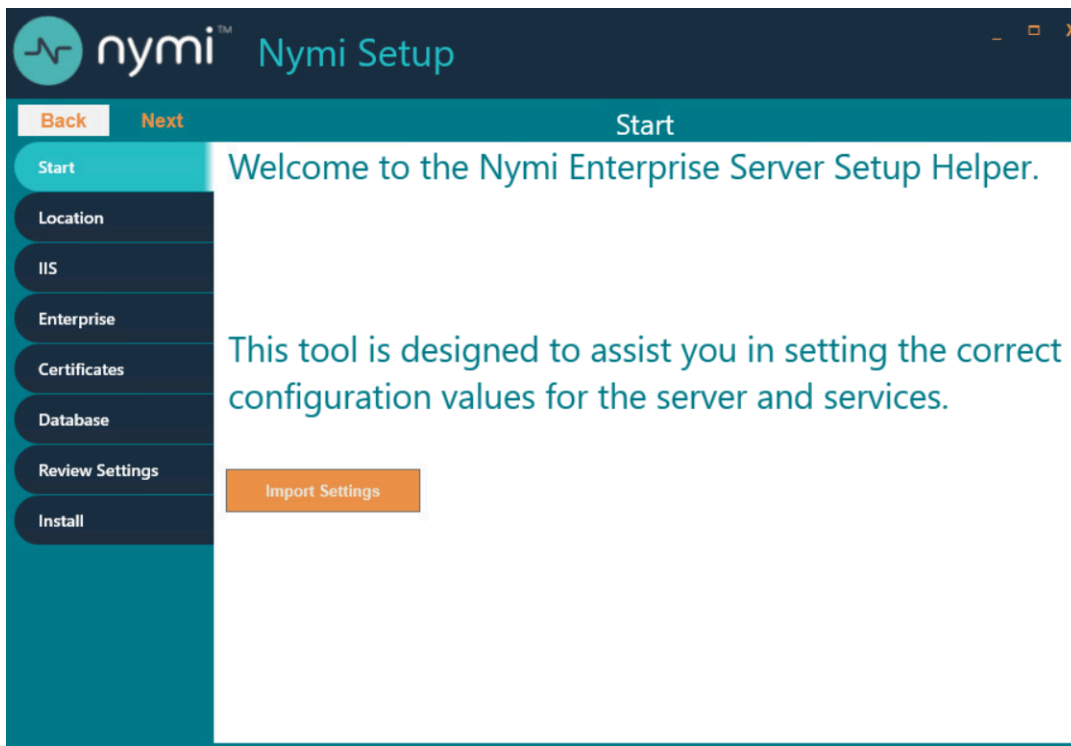 nymi™ Nymi Setup
Back Next Start
Start
Location
IIS
Enterprise
Certificates
Database
Review Settings
Install
Welcome to the Nymi Enterprise Server Setup Helper.
This tool is designed to assist you in setting the correct
configuration values for the server and services.
Import Settings